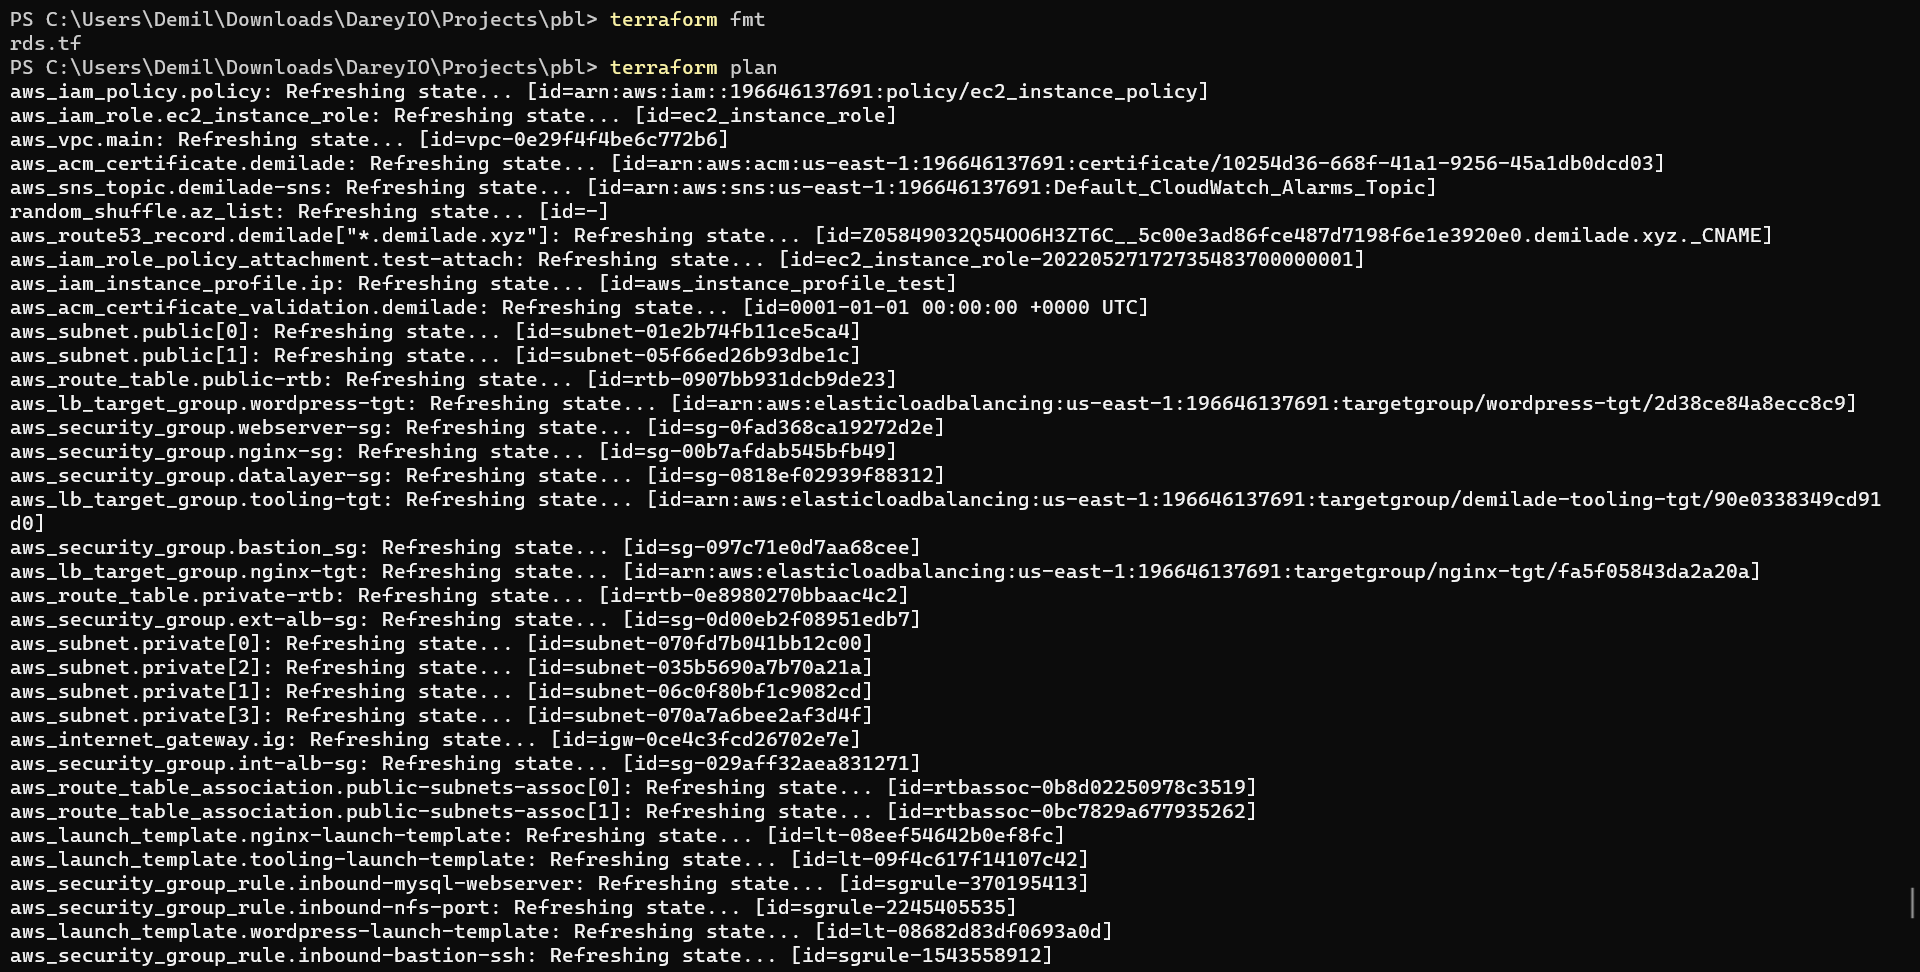 PS C:\Users\Demil\Downloads\DareyIO\Projects\pbl> terraform fmt
rds.tf
PS C:\Users\Demil\Downloads\DareyIO\Projects\pbl> terraform plan
aws_iam_policy.policy: Refreshing state... [id=arn:aws:iam::196646137691:policy/ec2_instance_policy]
aws_iam_role.ec2_instance_role: Refreshing state... [id=ec2_instance_role]
aws_vpc.main: Refreshing state... [id=vpc-0e29f4f4be6c772b6]
aws_acm_certificate.demilade: Refreshing state... [id=arn:aws:acm:us-east-1:196646137691:certificate/10254d36-668f-41a1-9256-45a1db0dcd03]
aws_sns_topic.demilade-sns: Refreshing state... [id=arn:aws:sns:us-east-1:196646137691:Default_CloudWatch_Alarms_Topic]
random_shuffle.az_list: Refreshing state... [id=-]
aws_route53_record.demilade["*.demilade.xyz"]: Refreshing state... [id=Z05849032Q54OO6H3ZT6C__5c00e3ad86fce487d7198f6e1e3920e0.demilade.xyz._CNAME]
aws_iam_role_policy_attachment.test-attach: Refreshing state... [id=ec2_instance_role-20220527172735483700000001]
aws_iam_instance_profile.ip: Refreshing state... [id=aws_instance_profile_test]
aws_acm_certificate_validation.demilade: Refreshing state... [id=0001-01-01 00:00:00 +0000 UTC]
aws_subnet.public[0]: Refreshing state... [id=subnet-01e2b74fb11ce5ca4]
aws_subnet.public[1]: Refreshing state... [id=subnet-05f66ed26b93dbe1c]
aws_route_table.public-rtb: Refreshing state... [id=rtb-0907bb931dcb9de23]
aws_lb_target_group.wordpress-tgt: Refreshing state... [id=arn:aws:elasticloadbalancing:us-east-1:196646137691:targetgroup/wordpress-tgt/2d38ce84a8ecc8c9]
aws_security_group.webserver-sg: Refreshing state... [id=sg-0fad368ca19272d2e]
aws_security_group.nginx-sg: Refreshing state... [id=sg-00b7afdab545bfb49]
aws_security_group.datalayer-sg: Refreshing state... [id=sg-0818ef02939f88312]
aws_lb_target_group.tooling-tgt: Refreshing state... [id=arn:aws:elasticloadbalancing:us-east-1:196646137691:targetgroup/demilade-tooling-tgt/90e0338349cd91
d0]
aws_security_group.bastion_sg: Refreshing state... [id=sg-097c71e0d7aa68cee]
aws_lb_target_group.nginx-tgt: Refreshing state... [id=arn:aws:elasticloadbalancing:us-east-1:196646137691:targetgroup/nginx-tgt/fa5f05843da2a20a]
aws_route_table.private-rtb: Refreshing state... [id=rtb-0e8980270bbaac4c2]
aws_security_group.ext-alb-sg: Refreshing state... [id=sg-0d00eb2f08951edb7]
aws_subnet.private[0]: Refreshing state... [id=subnet-070fd7b041bb12c00]
aws_subnet.private[2]: Refreshing state... [id=subnet-035b5690a7b70a21a]
aws_subnet.private[1]: Refreshing state... [id=subnet-06c0f80bf1c9082cd]
aws_subnet.private[3]: Refreshing state... [id=subnet-070a7a6bee2af3d4f]
aws_internet_gateway.ig: Refreshing state... [id=igw-0ce4c3fcd26702e7e]
aws_security_group.int-alb-sg: Refreshing state... [id=sg-029aff32aea831271]
aws_route_table_association.public-subnets-assoc[0]: Refreshing state... [id=rtbassoc-0b8d02250978c3519]
aws_route_table_association.public-subnets-assoc[1]: Refreshing state... [id=rtbassoc-0bc7829a677935262]
aws_launch_template.nginx-launch-template: Refreshing state... [id=lt-08eef54642b0ef8fc]
aws_launch_template.tooling-launch-template: Refreshing state... [id=lt-09f4c617f14107c42]
aws_security_group_rule.inbound-mysql-webserver: Refreshing state... [id=sgrule-370195413]
aws_security_group_rule.inbound-nfs-port: Refreshing state... [id=sgrule-2245405535]
aws_launch_template.wordpress-launch-template: Refreshing state... [id=lt-08682d83df0693a0d]
aws_security_group_rule.inbound-bastion-ssh: Refreshing state... [id=sgrule-1543558912]